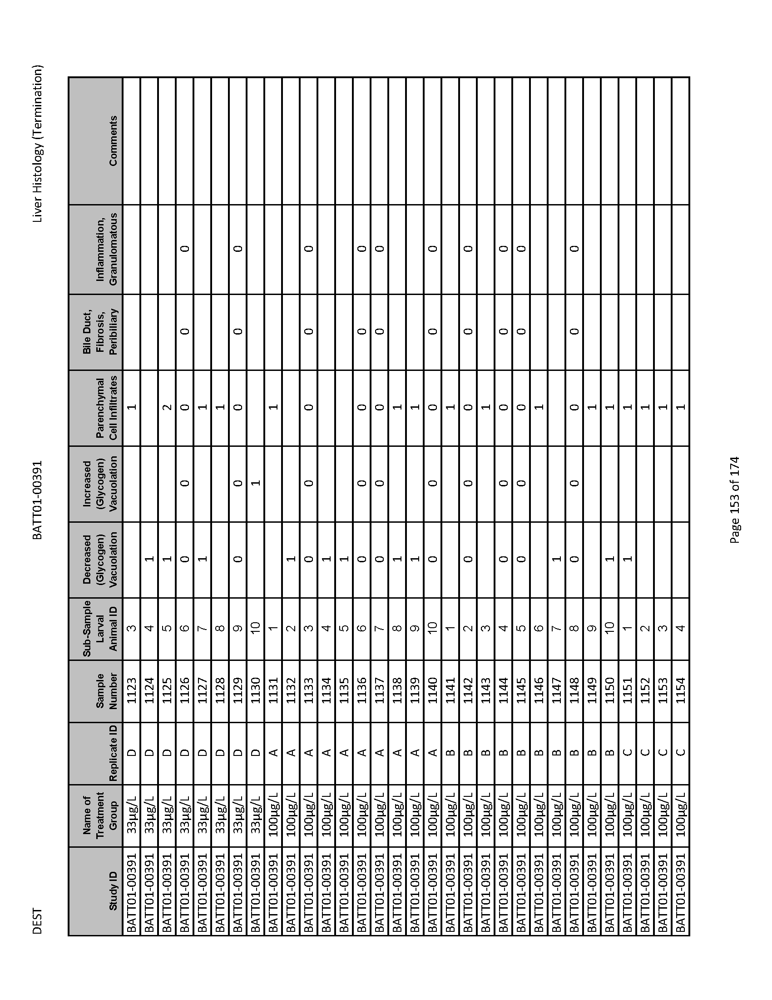 DEST BATT01-00391 Liver Histology (Termination)
Study ID Name of Treatment Group Replicate ID Sample Number Sub-Sample Larval Animal ID Decreased (Glycogen) Vacuolation Increased (Glycogen) Vacuolation Parenchymal Cell Infiltrates Bile Duct, Fibrosis, Peribiliary Inflammation, Granulomatous Comments
BATT01-00391 33µg/L D 1123 3 1
BATT01-00391 33µg/L D 1124 4 1
BATT01-00391 33µg/L D 1125 5 1 2
BATT01-00391 33µg/L D 1126 6 0 0 0 0 0
BATT01-00391 33µg/L D 1127 7 1 1
BATT01-00391 33µg/L D 1128 8 1
BATT01-00391 33µg/L D 1129 9 0 0 0 0 0
BATT01-00391 33µg/L D 1130 10 1
BATT01-00391 100µg/L A 1131 1 1
BATT01-00391 100µg/L A 1132 2 1
BATT01-00391 100µg/L A 1133 3 0 0 0 0 0
BATT01-00391 100µg/L A 1134 4 1
BATT01-00391 100µg/L A 1135 5 1
BATT01-00391 100µg/L A 1136 6 0 0 0 0 0
BATT01-00391 100µg/L A 1137 7 0 0 0 0 0
BATT01-00391 100µg/L A 1138 8 1 1
BATT01-00391 100µg/L A 1139 9 1 1
BATT01-00391 100µg/L A 1140 10 0 0 0 0 0
BATT01-00391 100µg/L B 1141 1 1
BATT01-00391 100µg/L B 1142 2 0 0 0 0 0
BATT01-00391 100µg/L B 1143 3 1
BATT01-00391 100µg/L B 1144 4 0 0 0 0 0
BATT01-00391 100µg/L B 1145 5 0 0 0 0 0
BATT01-00391 100µg/L B 1146 6 1
BATT01-00391 100µg/L B 1147 7 1
BATT01-00391 100µg/L B 1148 8 0 0 0 0 0
BATT01-00391 100µg/L B 1149 9 1
BATT01-00391 100µg/L B 1150 10 1 1
BATT01-00391 100µg/L C 1151 1 1 1
BATT01-00391 100µg/L C 1152 2 1
BATT01-00391 100µg/L C 1153 3 1
BATT01-00391 100µg/L C 1154 4 1
Page 153 of 174